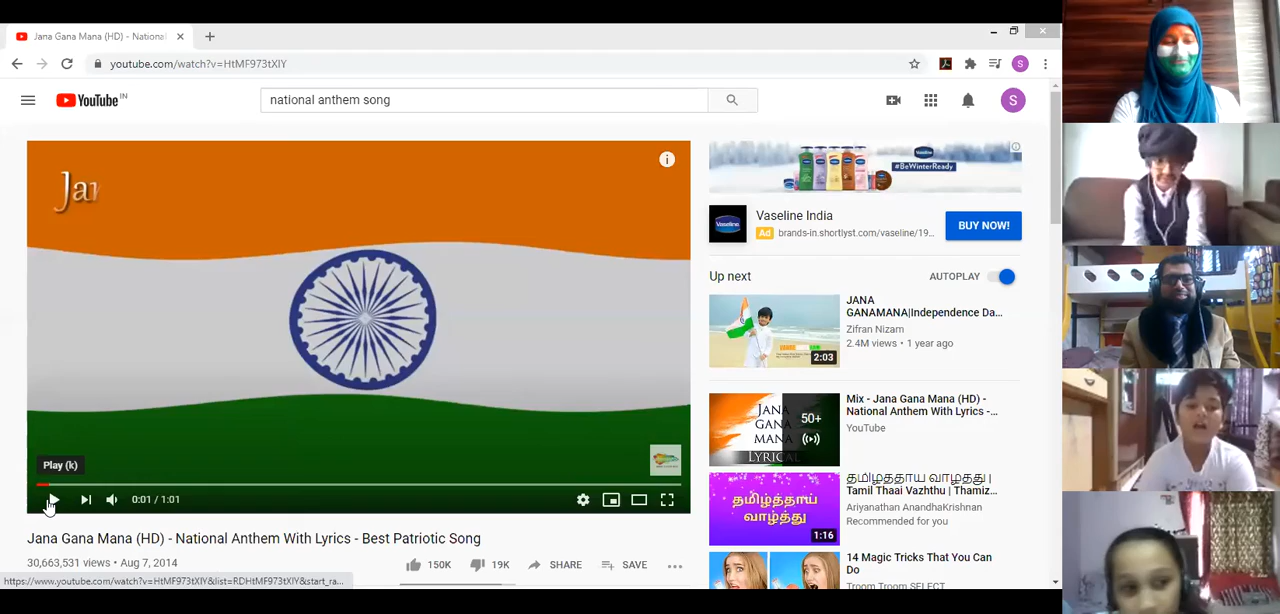 Jana Gana Mana (HD) - Nationa
youtube.com/watch?v=HtMF973tXlY
S
YouTube IN
national anthem song
S
Jar
i
Play (k)
0:01 / 1:01
Jana Gana Mana (HD) - National Anthem With Lyrics - Best Patriotic Song
30,663,531 views • Aug 7, 2014
150K
19K
SHARE
SAVE
https://www.youtube.com/watch?v=HtMF973tXlY&list=RDHtMF973tXlY&start_ra...
Vaseline
#BeWinterReady
Vaseline India
Ad brands-in.shortlyst.com/vaseline/19...
BUY NOW!
Up next
AUTOPLAY
2:03
JANA
GANAMANA|Independence Da...
Zifran Nizam
2.4M views • 1 year ago
JANA
GANA
MANA
LYRICAL
50+
Mix - Jana Gana Mana (HD) -
National Anthem With Lyrics -...
YouTube
தமிழ்த்தாய்
வாழ்த்து
1:16
தமிழ்த்தாய் வாழ்த்து |
Tamil Thaai Vazhthu | Thamiz...
Ariyanathan AnandhaKrishnan
Recommended for you
14 Magic Tricks That You Can
Do
Troom Troom SELECT